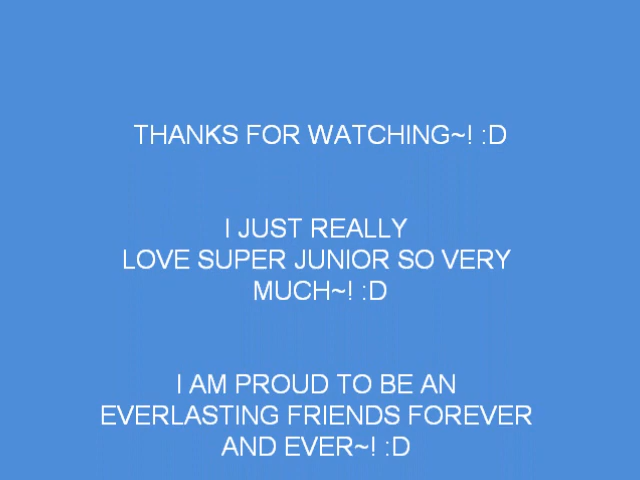 THANKS FOR WATCHING~! :D
I JUST REALLY
LOVE SUPER JUNIOR SO VERY
MUCH~! :D
I AM PROUD TO BE AN
EVERLASTING FRIENDS FOREVER
AND EVER~! :D